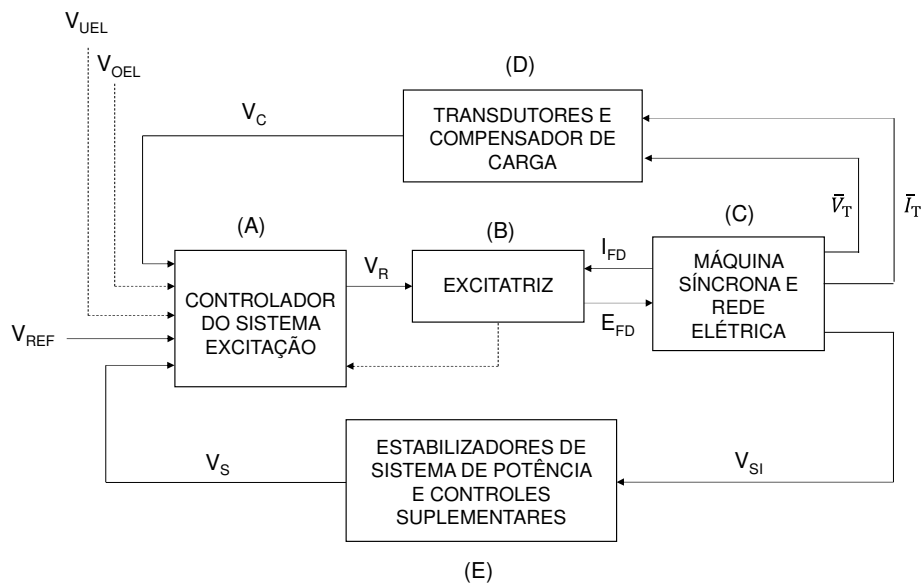 V_UEL
V_OEL
(D)
TRANSDUTORES E
COMPENSADOR DE
CARGA
V_C
V̅_T
I̅_T
(A)
(B)
(C)
CONTROLADOR
DO SISTEMA
EXCITAÇÃO
V_R
EXCITATRIZ
I_FD
E_FD
MÁQUINA
SÍNCRONA E
REDE
ELÉTRICA
V_REF
ESTABILIZADORES DE
SISTEMA DE POTÊNCIA
E CONTROLES
SUPLEMENTARES
V_S
V_SI
(E)